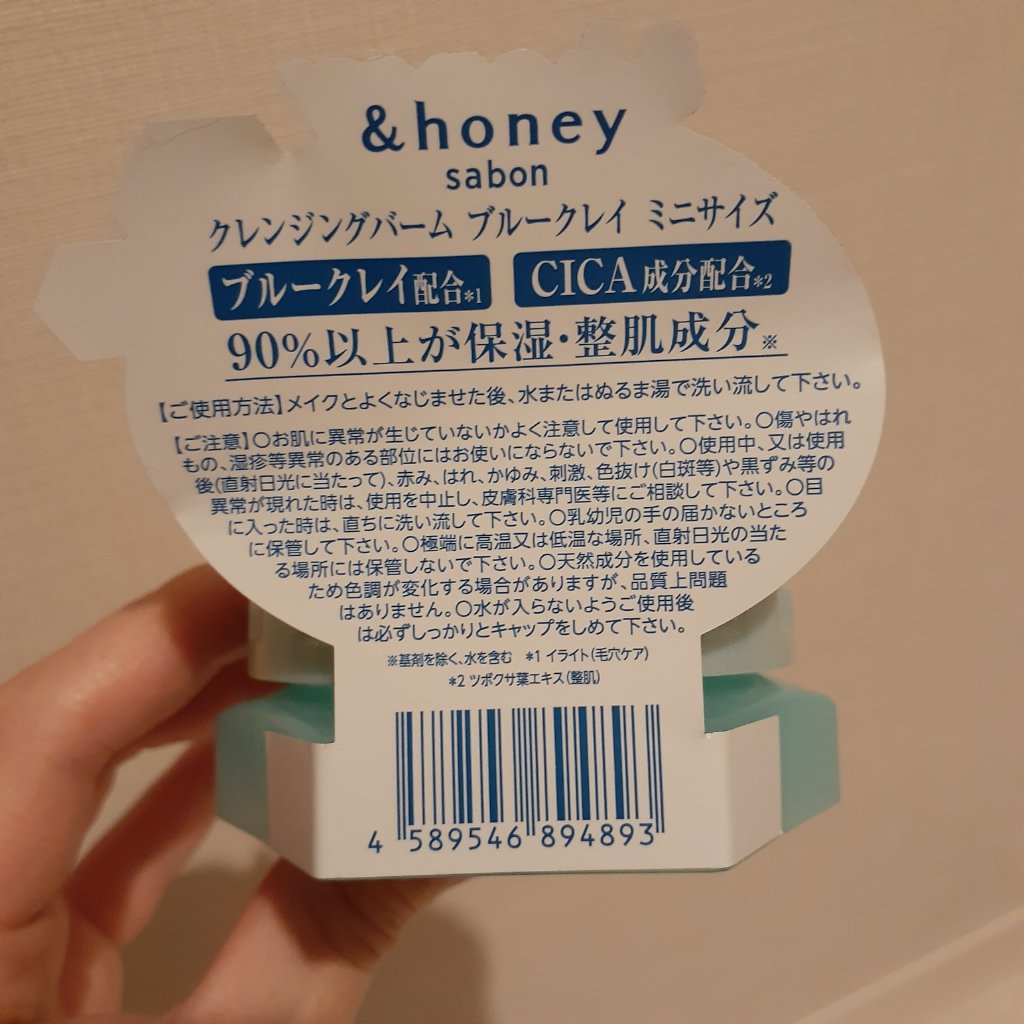 &honey
sabon
クレンジングバーム ブルークレイ ミニサイズ
ブルークレイ配合*1 CICA成分配合*2
90%以上が保湿・整肌成分※
【ご使用方法】メイクとよくなじませた後、水またはぬるま湯で洗い流して下さい。
【ご注意】〇お肌に異常が生じていないかよく注意して使用して下さい。〇傷やはれ
もの、湿疹等異常のある部位にはお使いにならないで下さい。〇使用中、又は使用
後(直射日光に当たって)、赤み、はれ、かゆみ、刺激、色抜け(白斑等)や黒ずみ等の
異常が現れた時は、使用を中止し、皮膚科専門医等にご相談して下さい。〇目
に入った時は、直ちに洗い流して下さい。〇乳幼児の手の届かないところ
に保管して下さい。〇極端に高温又は低温な場所、直射日光の当た
る場所には保管しないで下さい。〇天然成分を使用している
ため色調が変化する場合がありますが、品質上問題
はありません。〇水が入らないようご使用後
は必ずしっかりとキャップをしめて下さい。
※基剤を除く、水を含む *1 イライト(毛穴ケア)
*2 ツボクサ葉エキス(整肌)
4 589546 894893